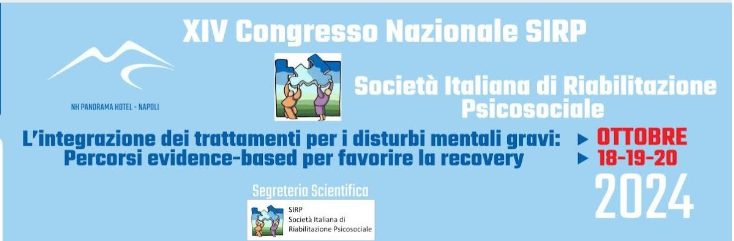 XIV Congresso Nazionale SIRP
NH PANORAMA HOTEL - NAPOLI
Società Italiana di Riabilitazione
Psicosociale
L'integrazione dei trattamenti per i disturbi mentali gravi:
Percorsi evidence-based per favorire la recovery
OTTOBRE
18-19-20
2024
Segreteria Scientifica
SIRP
Società Italiana di
Riabilitazione Psicosociale